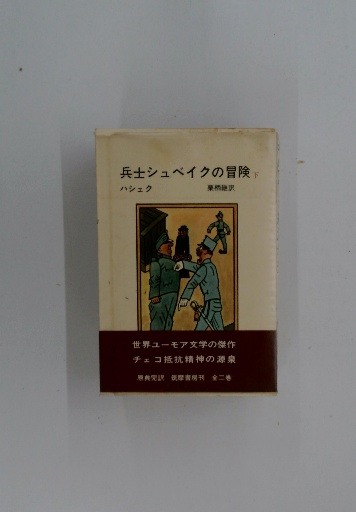 兵士シュベイクの冒険 下
ハシェク 栗栖継訳
世界ユーモア文学の傑作
チェコ抵抗精神の源泉
原典完訳 筑摩書房刊 全二巻